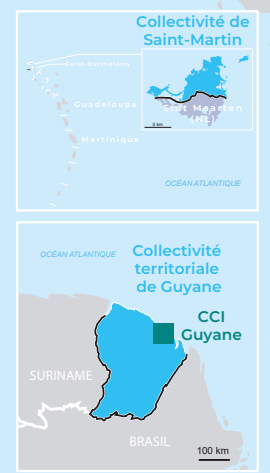 Collectivité de
Saint-Martin
Saint-Barthélemy
Guadeloupe
Martinique
Sint Maarten
(NL)
5 km
OCÉAN ATLANTIQUE
OCÉAN ATLANTIQUE
Collectivité
territoriale
de Guyane
CCI
Guyane
SURINAME
BRASIL
100 km